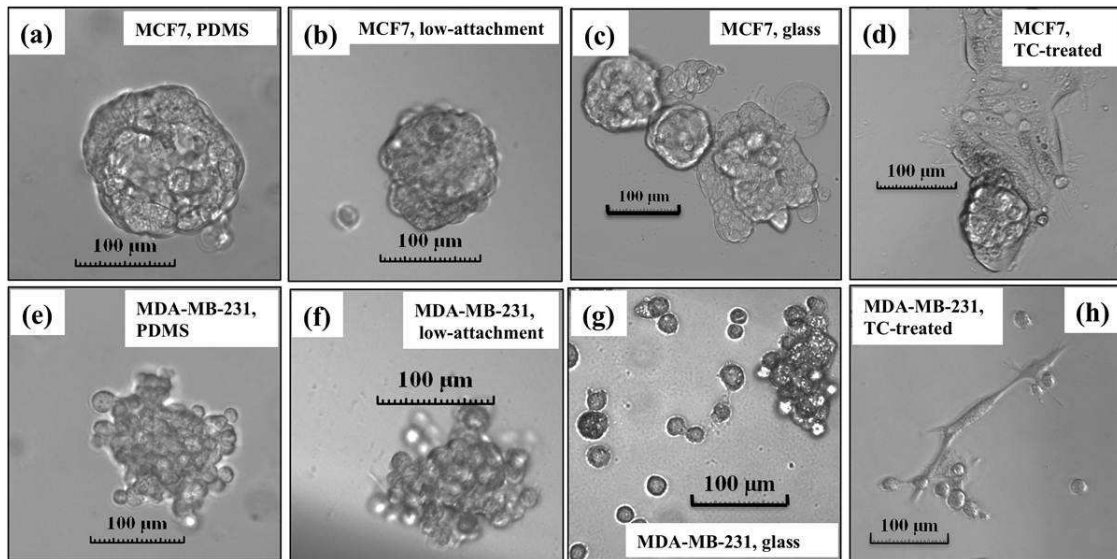 (a)
MCF7, PDMS
100 μm
(b)
MCF7, low-attachment
100 μm
(c)
MCF7, glass
100 μm
(d)
MCF7,
TC-treated
100 μm
(e)
MDA-MB-231,
PDMS
100 μm
(f)
MDA-MB-231,
low-attachment
100 μm
(g)
100 μm
MDA-MB-231, glass
MDA-MB-231,
TC-treated
(h)
100 μm